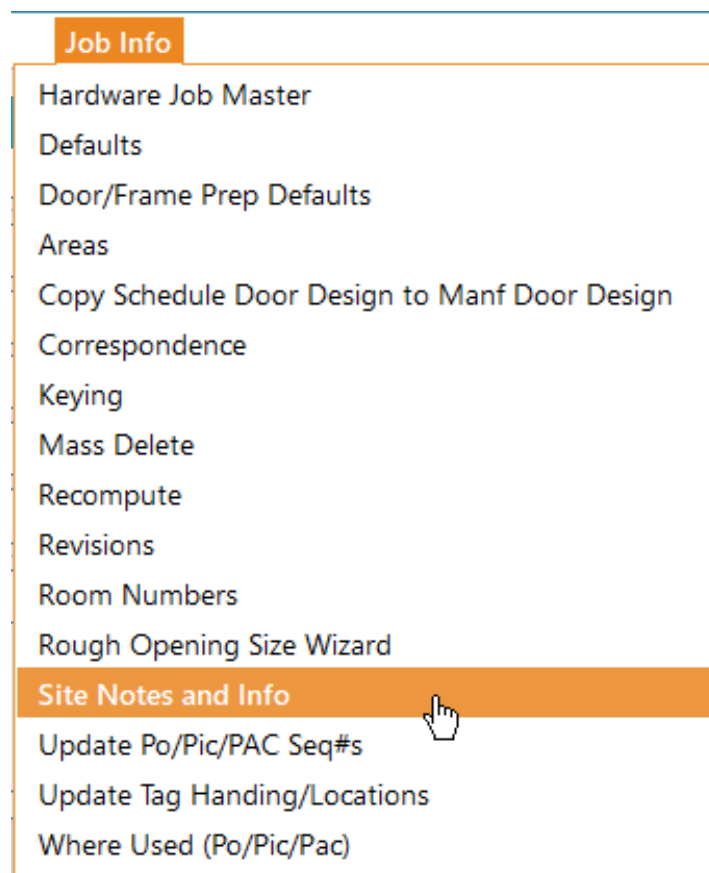 Job Info
Hardware Job Master
Defaults
Door/Frame Prep Defaults
Areas
Copy Schedule Door Design to Manf Door Design
Correspondence
Keying
Mass Delete
Recompute
Revisions
Room Numbers
Rough Opening Size Wizard
Site Notes and Info
Update Po/Pic/PAC Seq#s
Update Tag Handing/Locations
Where Used (Po/Pic/Pac)